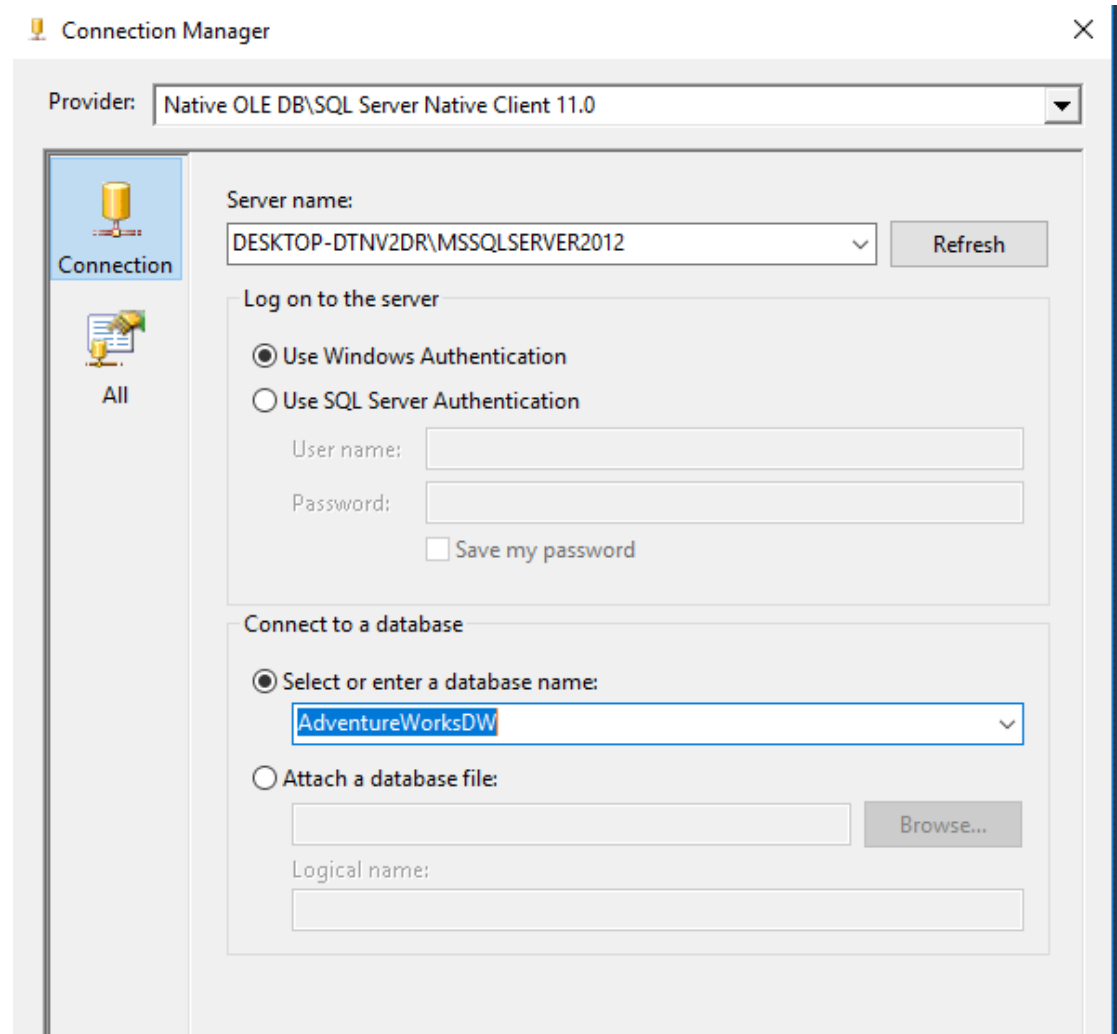 Connection Manager
Provider: Native OLE DB\SQL Server Native Client 11.0
Connection
All
Server name:
DESKTOP-DTNV2DR\MSSQLSERVER2012 Refresh
Log on to the server
Use Windows Authentication
Use SQL Server Authentication
User name:
Password:
Save my password
Connect to a database
Select or enter a database name:
AdventureWorksDW
Attach a database file:
Browse...
Logical name: